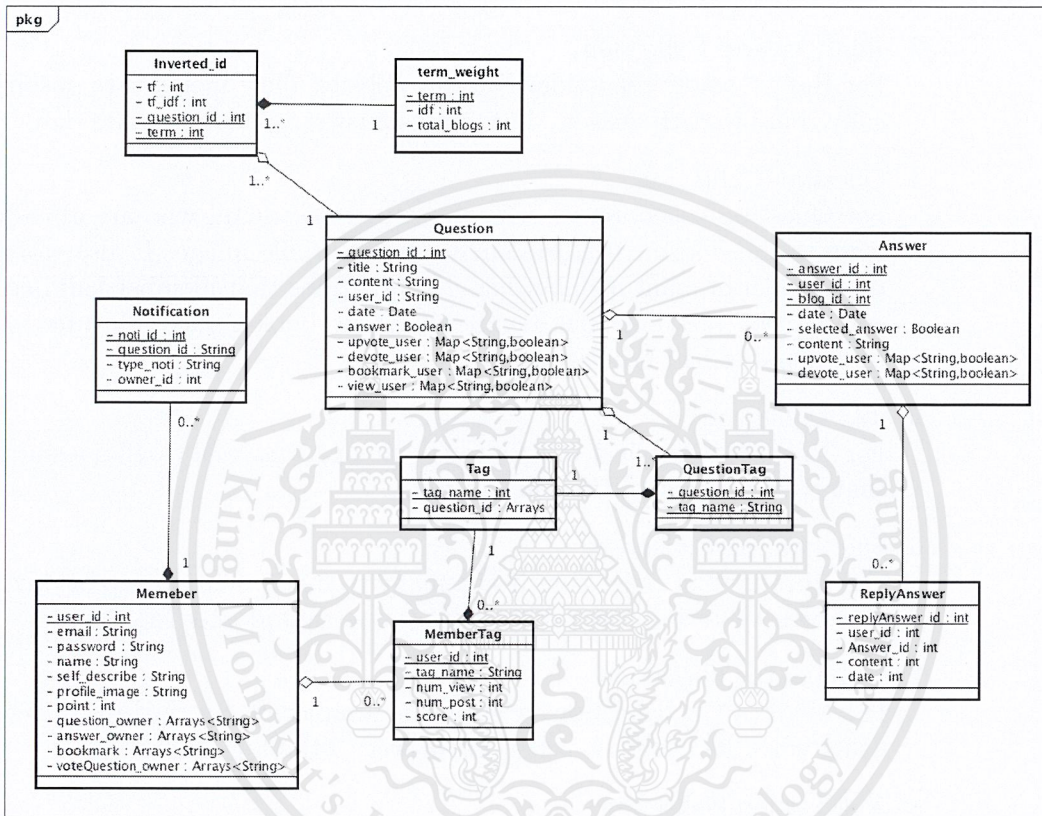 pkg
Inverted_id
- tf : int
- tf_idf : int
- question_id : int
- term : int
term_weight
- term : int
- idf : int
- total_blogs : int
1..*
1
1..*
1
Question
- question_id : int
- title : String
- content : String
- user_id : String
- date : Date
- answer : Boolean
- upvote_user : Map<String,boolean>
- devote_user : Map<String,boolean>
- bookmark_user : Map<String,boolean>
- view_user : Map<String,boolean>
Answer
- answer_id : int
- user_id : int
- blog_id : int
- date : Date
- selected_answer : Boolean
- content : String
- upvote_user : Map<String,boolean>
- devote_user : Map<String,boolean>
1
0..*
Notification
- noti_id : int
- question_id : String
- type_noti : String
- owner_id : int
0..*
1
1
1..*
1
Tag
- tag_name : int
- question_id : Arrays
1
QuestionTag
- question_id : int
- tag_name : String
1
0..*
0..*
Memeber
- user_id : int
- email : String
- password : String
- name : String
- self_describe : String
- profile_image : String
- point : int
- question_owner : Arrays<String>
- answer_owner : Arrays<String>
- bookmark : Arrays<String>
- voteQuestion_owner : Arrays<String>
1
0..*
MemberTag
- user_id : int
- tag_name : String
- num_view : int
- num_post : int
- score : int
ReplyAnswer
- replyAnswer_id : int
- user_id : int
- Answer_id : int
- content : int
- date : int
King Mongkut's